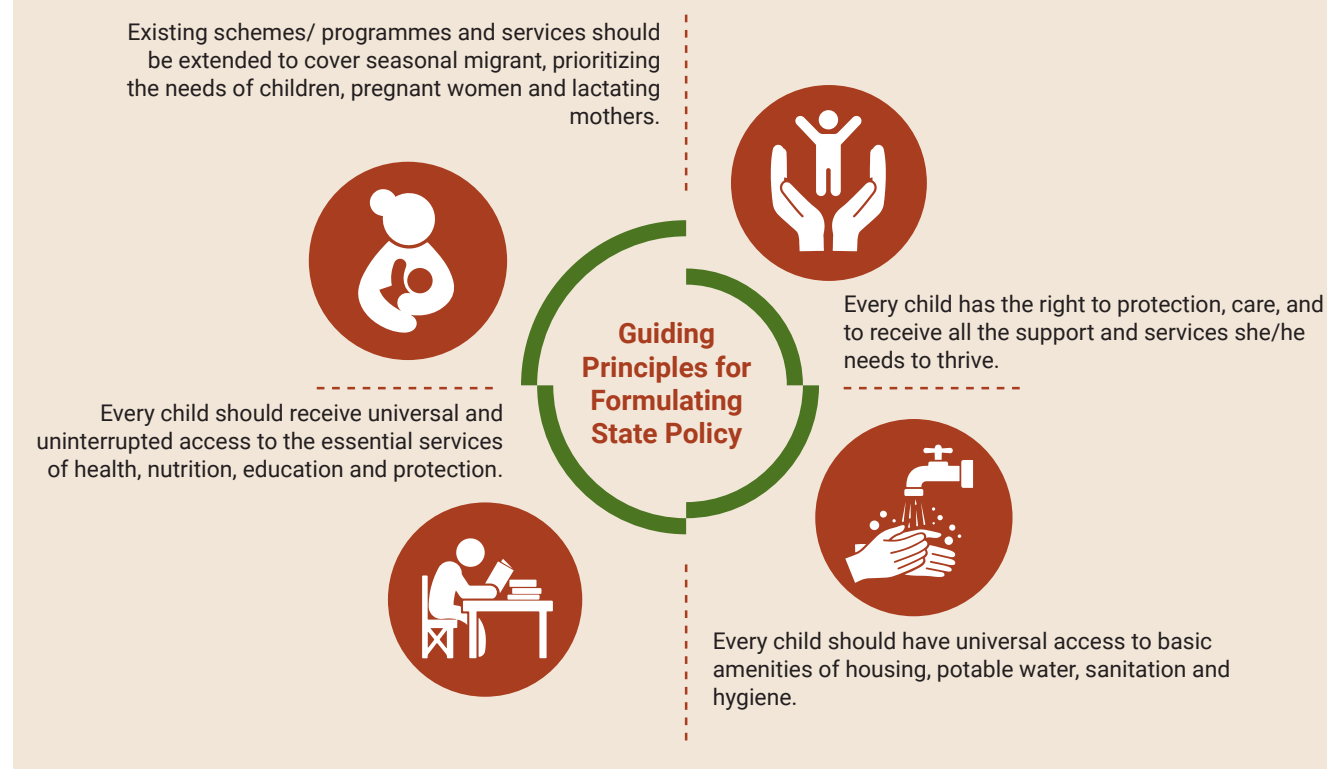 Existing schemes/ programmes and services should
be extended to cover seasonal migrant, prioritizing
the needs of children, pregnant women and lactating
mothers.
Every child has the right to protection, care, and
to receive all the support and services she/he
needs to thrive.
Guiding
Principles for
Formulating
State Policy
Every child should receive universal and
uninterrupted access to the essential services
of health, nutrition, education and protection.
Every child should have universal access to basic
amenities of housing, potable water, sanitation and
hygiene.